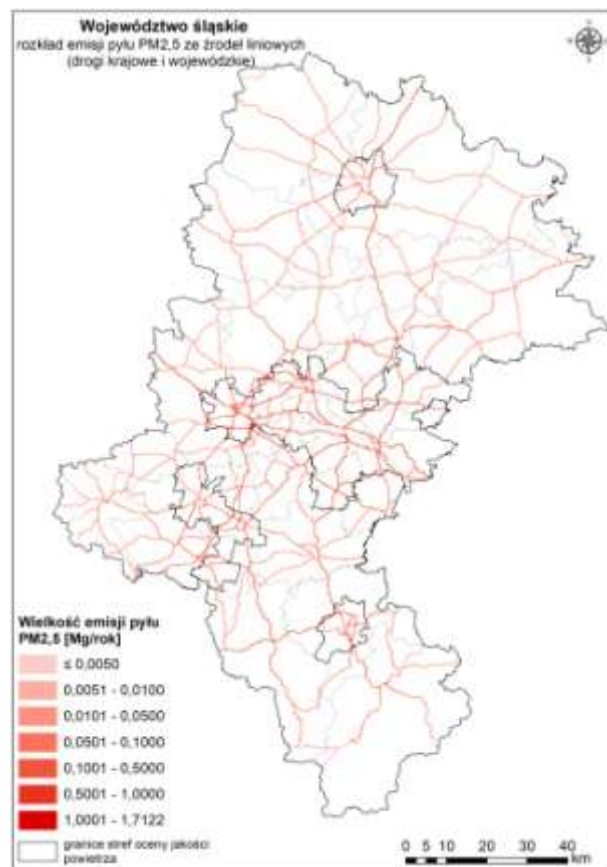 Województwo śląskie
rozkład emisji pyłu PM2,5 ze źrodeł liniowych
(drogi krajowe i wojewódzkie)
Wielkość emisji pyłu
PM2,5 [Mg/rok]
≤ 0,0050
0,0051 - 0,0100
0,0101 - 0,0500
0,0501 - 0,1000
0,1001 - 0,5000
0,5001 - 1,0000
1,0001 - 1,7122
granice stref oceny jakości
powietrza
0 5 10 20 30 40
km